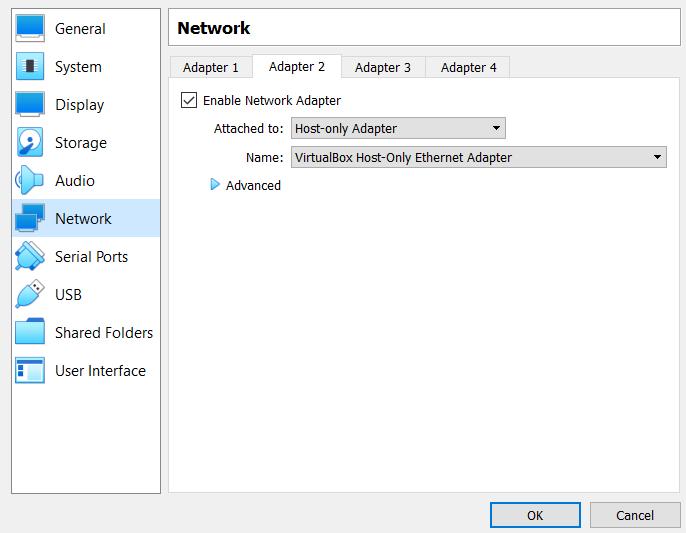 General
System
Display
Storage
Audio
Network
Serial Ports
USB
Shared Folders
User Interface
Network
Adapter 1 Adapter 2 Adapter 3 Adapter 4
Enable Network Adapter
Attached to: Host-only Adapter
Name: VirtualBox Host-Only Ethernet Adapter
Advanced
OK Cancel